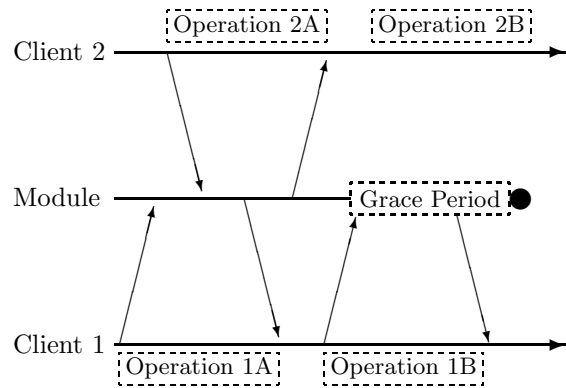 Operation 2A
Operation 2B
Client 2
Module
Grace Period
Client 1
Operation 1A
Operation 1B